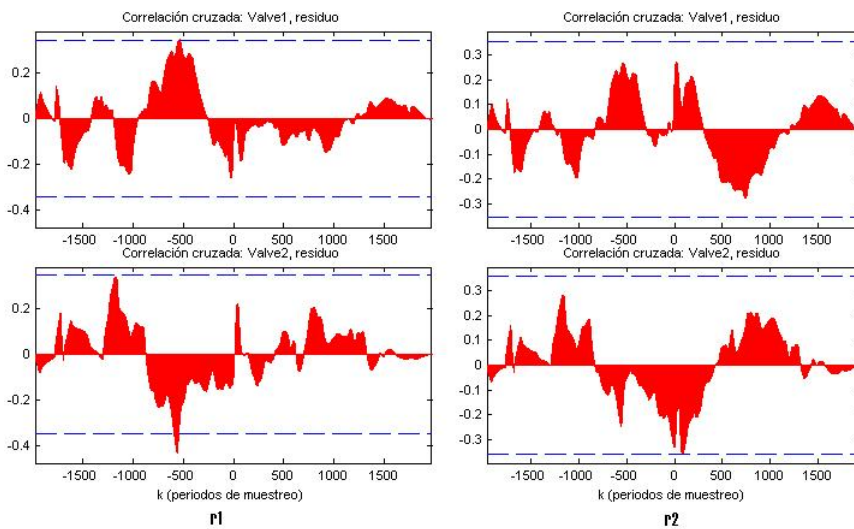 Correlación cruzada: Valve1, residuo
0.2
0
-0.2
-0.4
-1500 -1000 -500 0 500 1000 1500
Correlación cruzada: Valve1, residuo
0.3
0.2
0.1
0
-0.1
-0.2
-0.3
-1500 -1000 -500 0 500 1000 1500
Correlación cruzada: Valve2, residuo
0.2
0
-0.2
-0.4
-1500 -1000 -500 0 500 1000 1500
k (periodos de muestreo)
r1
Correlación cruzada: Valve2, residuo
0.3
0.2
0.1
0
-0.1
-0.2
-0.3
-1500 -1000 -500 0 500 1000 1500
k (periodos de muestreo)
r2